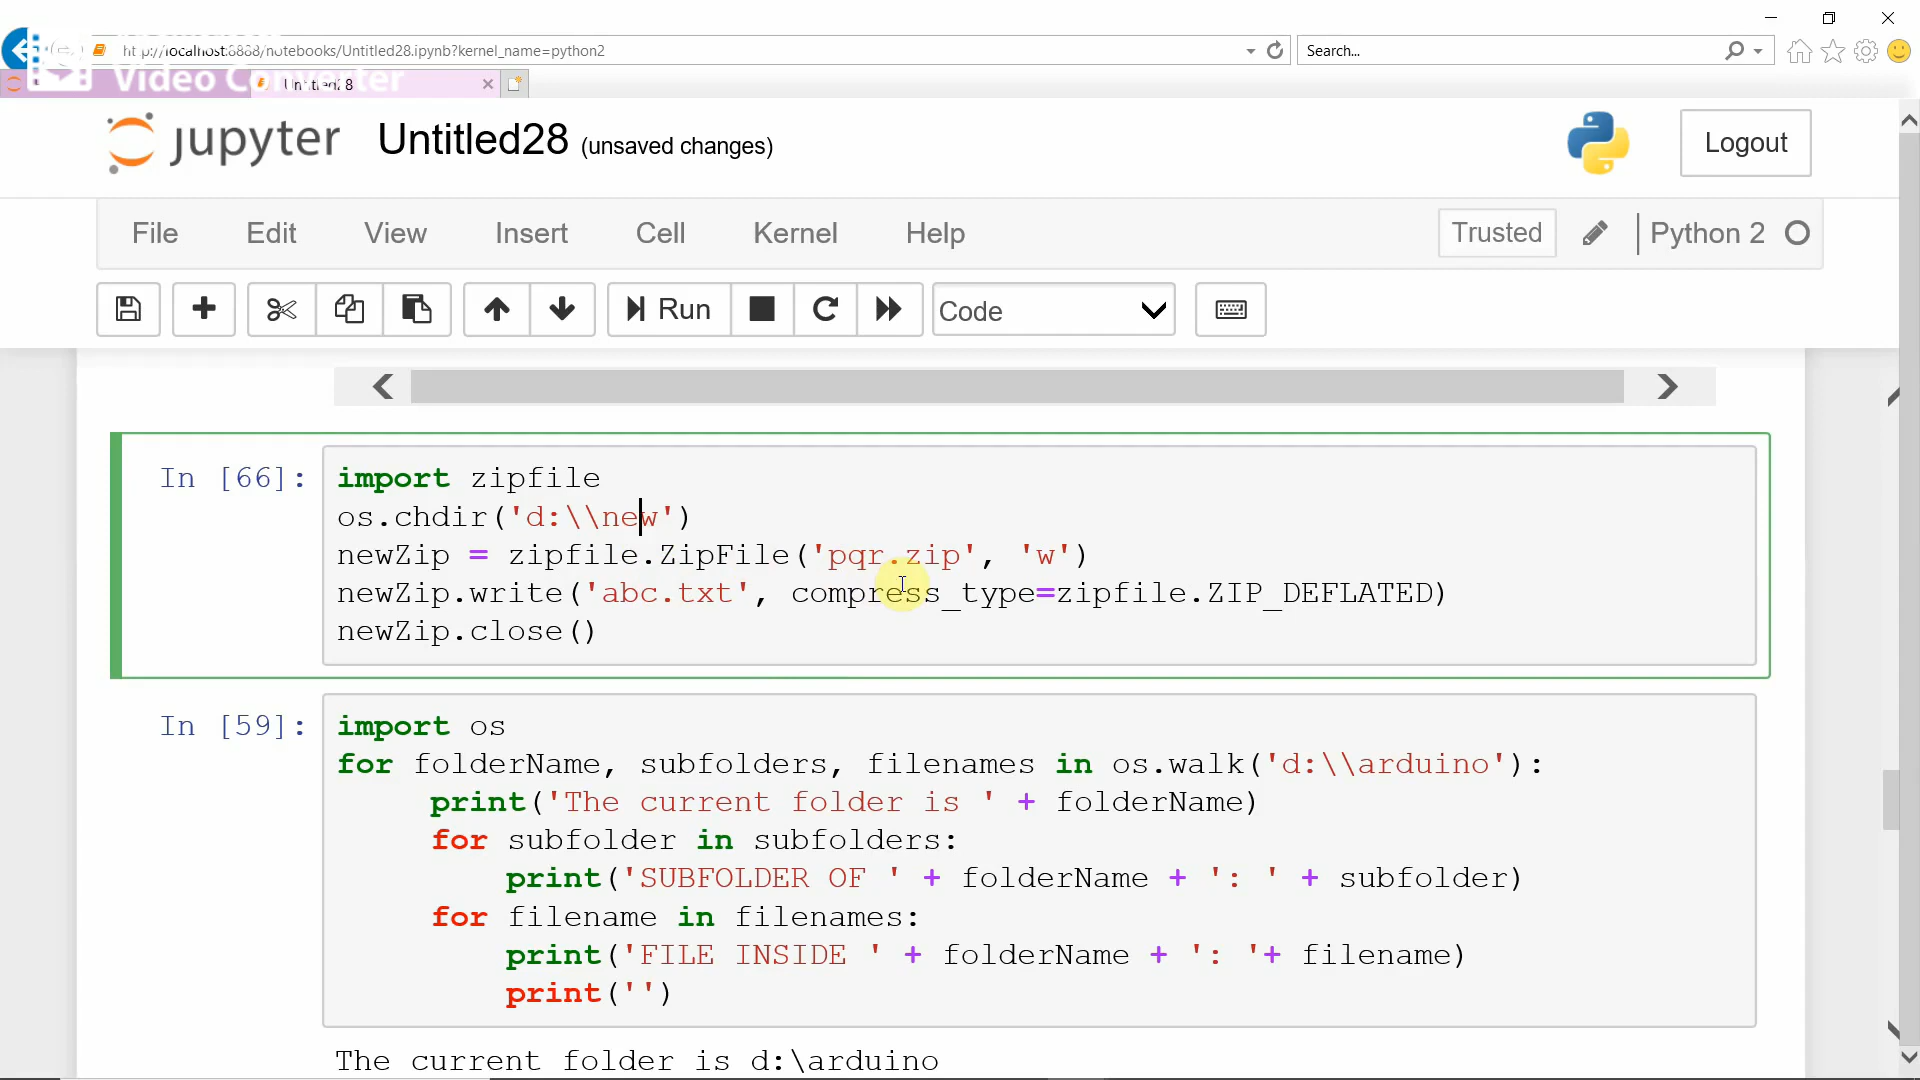 http://localhost:8888/notebooks/Untitled28.ipynb?kernel_name=python2
Search...
Video Converter
Untitled28
jupyter Untitled28 (unsaved changes)
Logout
File Edit View Insert Cell Kernel Help
Trusted Python 2
Run Code
In [66]: import zipfile
os.chdir('d:\\new')
newZip = zipfile.ZipFile('pqr.zip', 'w')
newZip.write('abc.txt', compress_type=zipfile.ZIP_DEFLATED)
newZip.close()
In [59]: import os
for folderName, subfolders, filenames in os.walk('d:\\arduino'):
print('The current folder is ' + folderName)
for subfolder in subfolders:
print('SUBFOLDER OF ' + folderName + ': ' + subfolder)
for filename in filenames:
print('FILE INSIDE ' + folderName + ': '+ filename)
print('')
The current folder is d:\arduino